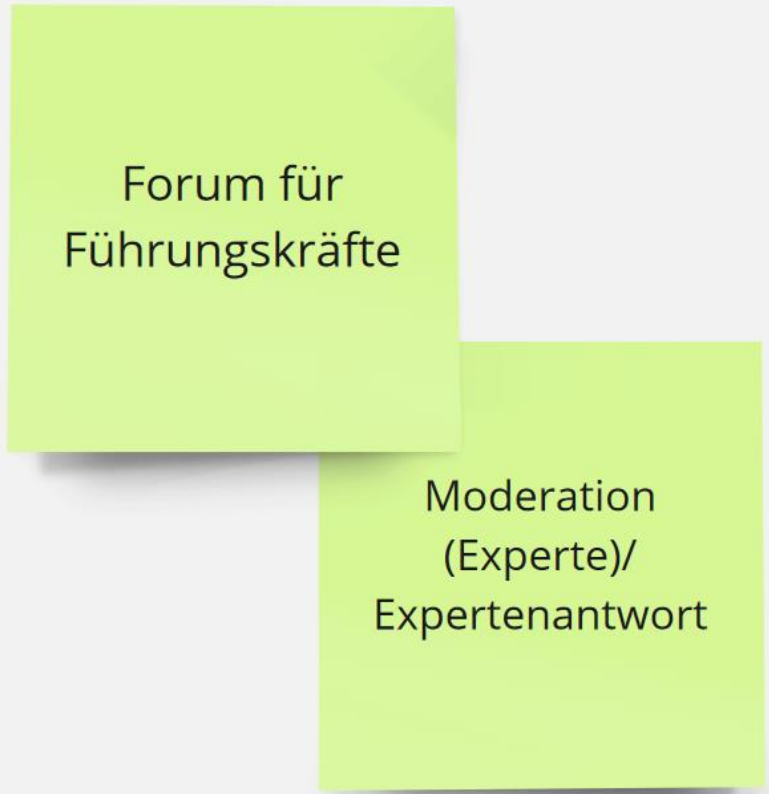 Forum für
Führungskräfte
Moderation
(Experte)/
Expertenantwort